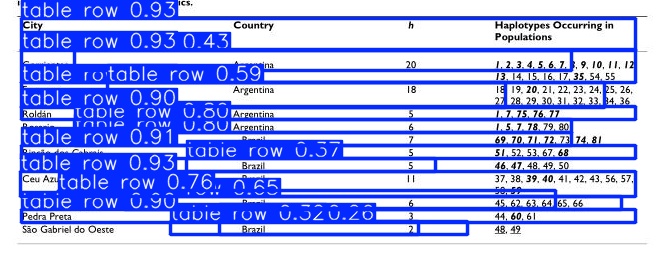 table row 0.93 cs.
City Country h Haplotypes Occurring in
table row 0.93 0.43 Populations
Argentina 20 1, 2, 3, 4, 5, 6, 7, 8, 9, 10, 11, 12
table row table row 0.59 13, 14, 15, 16, 17, 35, 54, 55
Argentina 18 18, 19, 20, 21, 22, 23, 24, 25, 26,
table row 0.90 27, 28, 29, 30, 31, 32, 33, 34, 36
Roldán table row 0.80 Argentina 5 1, 7, 75, 76, 77
table row 0.80 Argentina 6 1, 5, 7, 78, 79, 80
table row 0.91 Brazil 7 69, 70, 71, 72, 73, 74, 81
table row 0.37 5 51, 52, 53, 67, 68
table row 0.93 Brazil 5 46, 47, 48, 49, 50
Ceu Azul table row 0.76 11 37, 38, 39, 40, 41, 42, 43, 56, 57,
0.65 58, 59
table row 0.90 6 45, 62, 63, 64, 65, 66
Pedra Preta table row 0.32 0.26 3 44, 60, 61
São Gabriel do Oeste Brazil 2 48, 49